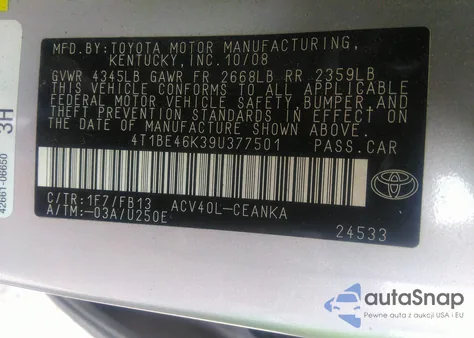 MFD.BY:TOYOTA MOTOR MANUFACTURING,
KENTUCKY,INC.10/08
GVWR 4345LB GAWR FR 2668LB RR 2359LB
THIS VEHICLE CONFORMS TO ALL APPLICABLE
FEDERAL MOTOR VEHICLE SAFETY, BUMPER,AND
THEFT PREVENTION STANDARDS IN EFFECT ON
THE DATE OF MANUFACTURE SHOWN ABOVE.
4T1BE46K39U377501 PASS.CAR
C/TR:1F7/FB13 ACV40L-CEANKA
A/TM:-03A/U250E
TOYOTA
24533
42661-06650
3H
autoSnap
Pewne auta z aukcji USA i EU